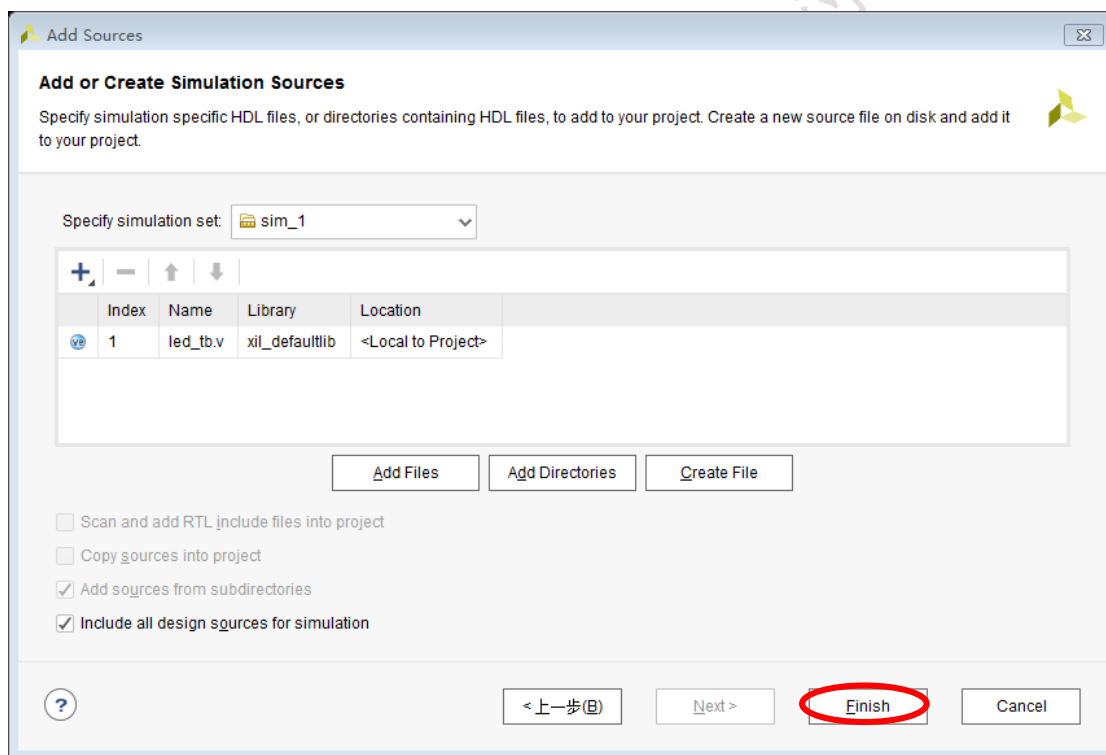 Add Sources
Add or Create Simulation Sources
Specify simulation specific HDL files, or directories containing HDL files, to add to your project. Create a new source file on disk and add it
to your project.
Specify simulation set: sim_1
Index Name Library Location
1 led_tb.v xil_defaultlib <Local to Project>
Add Files Add Directories Create File
Scan and add RTL include files into project
Copy sources into project
Add sources from subdirectories
Include all design sources for simulation
? <上一步(B) Next > Finish Cancel